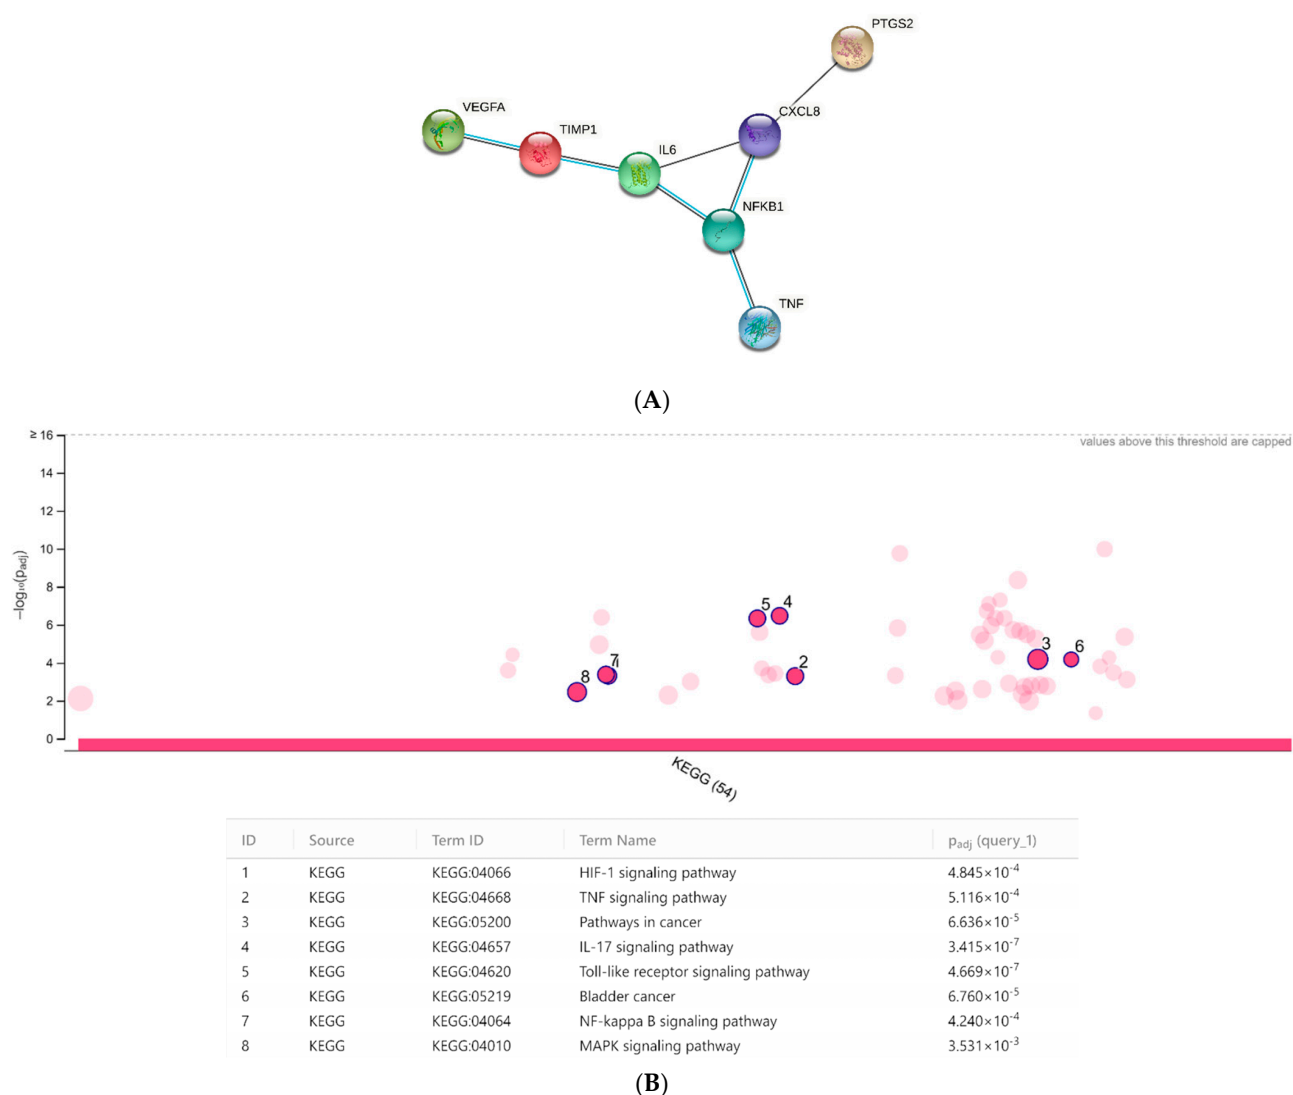 PTGS2
VEGFA
CXCL8
TIMP1
IL6
NFKB1
TNF
(A)
≥ 16
values above this threshold are capped
14
12
10
8
6
4
2
0
−log₁₀(padj)
5
4
3
6
7
1
2
8
KEGG (54)
ID Source Term ID Term Name padj (query_1)
1 KEGG KEGG:04066 HIF-1 signaling pathway 4.845×10⁻⁴
2 KEGG KEGG:04668 TNF signaling pathway 5.116×10⁻⁴
3 KEGG KEGG:05200 Pathways in cancer 6.636×10⁻⁵
4 KEGG KEGG:04657 IL-17 signaling pathway 3.415×10⁻⁷
5 KEGG KEGG:04620 Toll-like receptor signaling pathway 4.669×10⁻⁷
6 KEGG KEGG:05219 Bladder cancer 6.760×10⁻⁵
7 KEGG KEGG:04064 NF-kappa B signaling pathway 4.240×10⁻⁴
8 KEGG KEGG:04010 MAPK signaling pathway 3.531×10⁻³
(B)